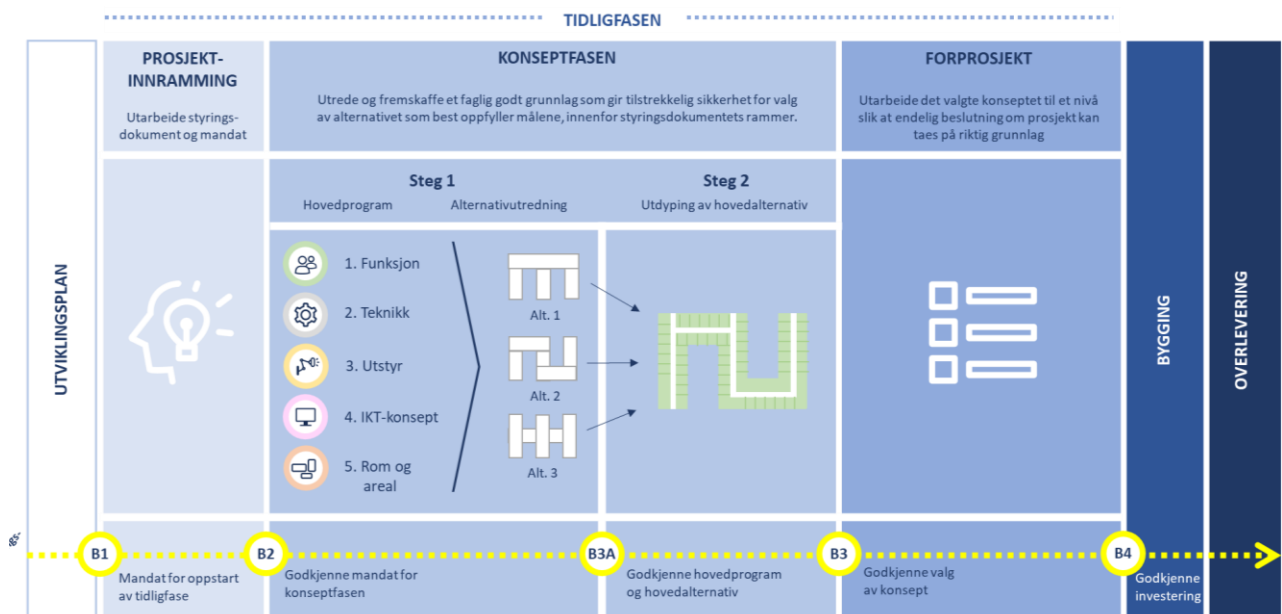 TIDLIGFASEN
UTVIKLINGSPLAN
PROSJEKT-
INNRAMMING
Utarbeide styrings-
dokument og mandat
KONSEPTFASEN
Utrede og fremskaffe et faglig godt grunnlag som gir tilstrekkelig sikkerhet for valg
av alternativet som best oppfyller målene, innenfor styringsdokumentets rammer.
FORPROSJEKT
Utarbeide det valgte konseptet til et nivå
slik at endelig beslutning om prosjekt kan
taes på riktig grunnlag
Steg 1
Hovedprogram
Alternativutredning
Steg 2
Utdyping av hovedalternativ
1. Funksjon
2. Teknikk
3. Utstyr
4. IKT-konsept
5. Rom og
areal
Alt. 1
Alt. 2
Alt. 3
BYGGING
OVERLEVERING
B1
B2
B3A
B3
B4
Mandat for oppstart
av tidligfase
Godkjenne mandat for
konseptfasen
Godkjenne hovedprogram
og hovedalternativ
Godkjenne valg
av konsept
Godkjenne
investering